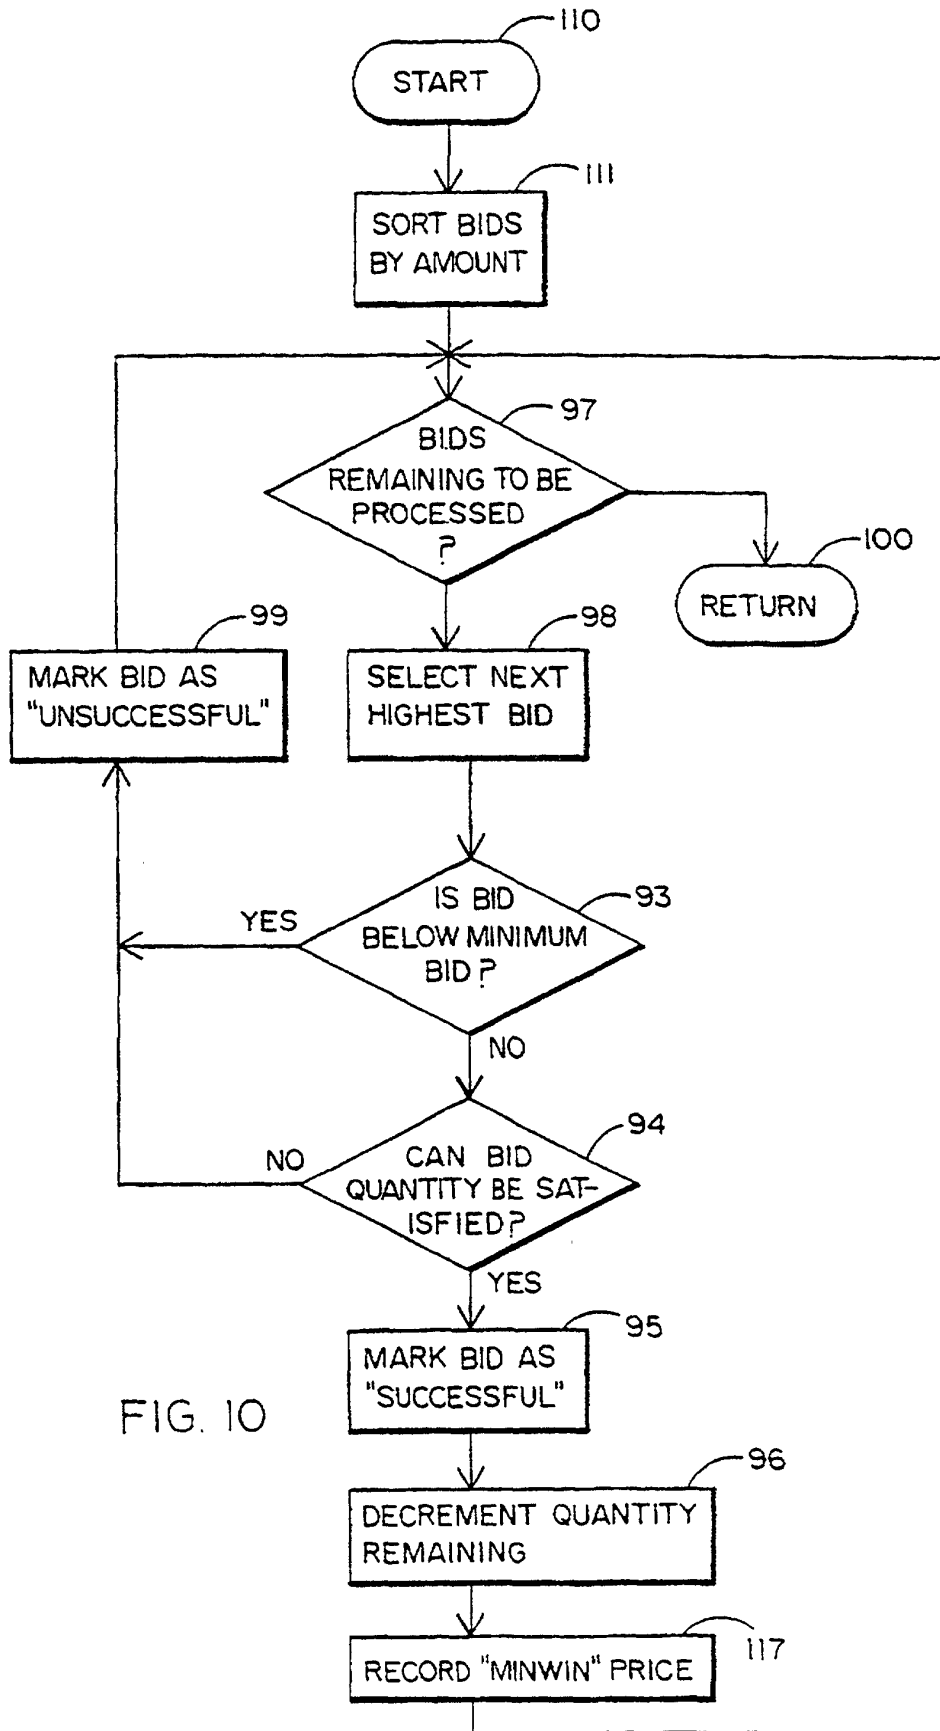 110
START
111
SORT BIDS
BY AMOUNT
97
BIDS
REMAINING TO BE
PROCESSED
?
100
RETURN
99
MARK BID AS
"UNSUCCESSFUL"
98
SELECT NEXT
HIGHEST BID
93
YES
IS BID
BELOW MINIMUM
BID?
NO
94
NO
CAN BID
QUANTITY BE SAT-
ISFIED?
YES
95
MARK BID AS
"SUCCESSFUL"
FIG. 10
96
DECREMENT QUANTITY
REMAINING
117
RECORD "MINWIN" PRICE